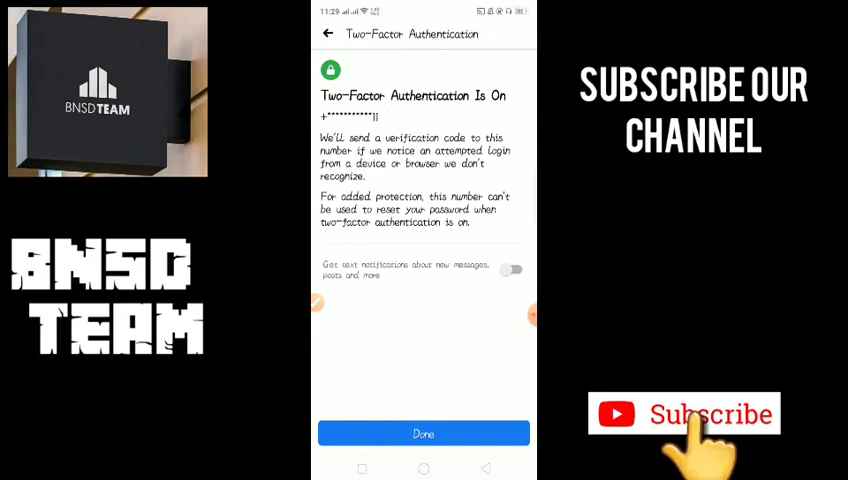 BNSDTEAM
BNSD
TEAM
11:29
Two-Factor Authentication
Two-Factor Authentication Is On
+***********11
We'll send a verification code to this
number if we notice an attempted login
from a device or browser we don't
recognize.
For added protection, this number can't
be used to reset your password when
two-factor authentication is on.
Get text notifications about new messages,
posts and more
Done
SUBSCRIBE OUR
CHANNEL
Subscribe